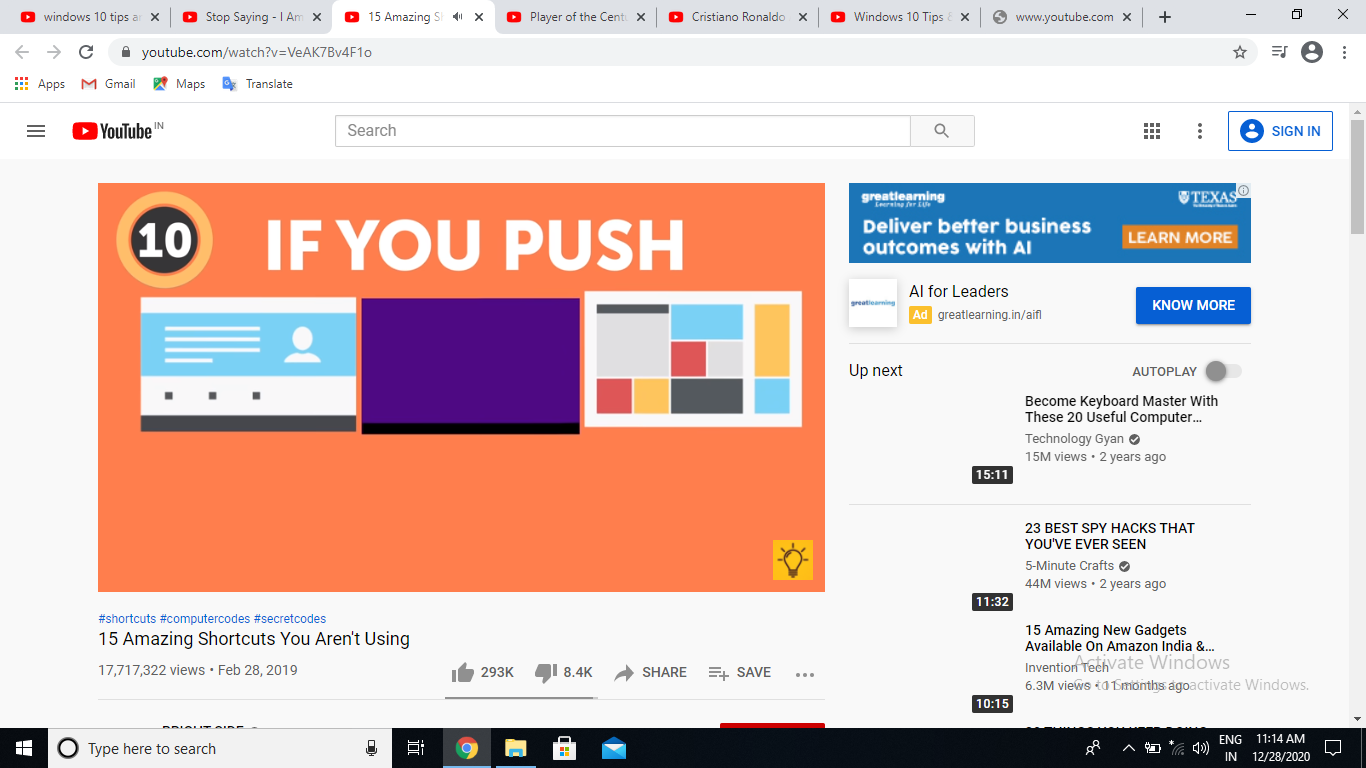 windows 10 tips a
Stop Saying - I Am
15 Amazing S
Player of the Cent
Cristiano Ronaldo
Windows 10 Tips &
www.youtube.com
youtube.com/watch?v=VeAK7Bv4F1o
Apps
Gmail
Maps
Translate
YouTube IN
Search
SIGN IN
10
IF YOU PUSH
greatlearning
Learning for Life
TEXAS
Deliver better business
outcomes with AI
LEARN MORE
greatlearning
AI for Leaders
Ad greatlearning.in/aifl
KNOW MORE
Up next
AUTOPLAY
Become Keyboard Master With
These 20 Useful Computer...
Technology Gyan
15M views • 2 years ago
15:11
23 BEST SPY HACKS THAT
YOU'VE EVER SEEN
5-Minute Crafts
44M views • 2 years ago
11:32
15 Amazing New Gadgets
Available On Amazon India &...
Invention Tech
6.3M views • 11 months ago
10:15
Activate Windows
Go to Settings to activate Windows.
#shortcuts #computercodes #secretcodes
15 Amazing Shortcuts You Aren't Using
17,717,322 views • Feb 28, 2019
293K
8.4K
SHARE
SAVE
BRIGHT SIDE
Type here to search
ENG
IN
11:14 AM
12/28/2020